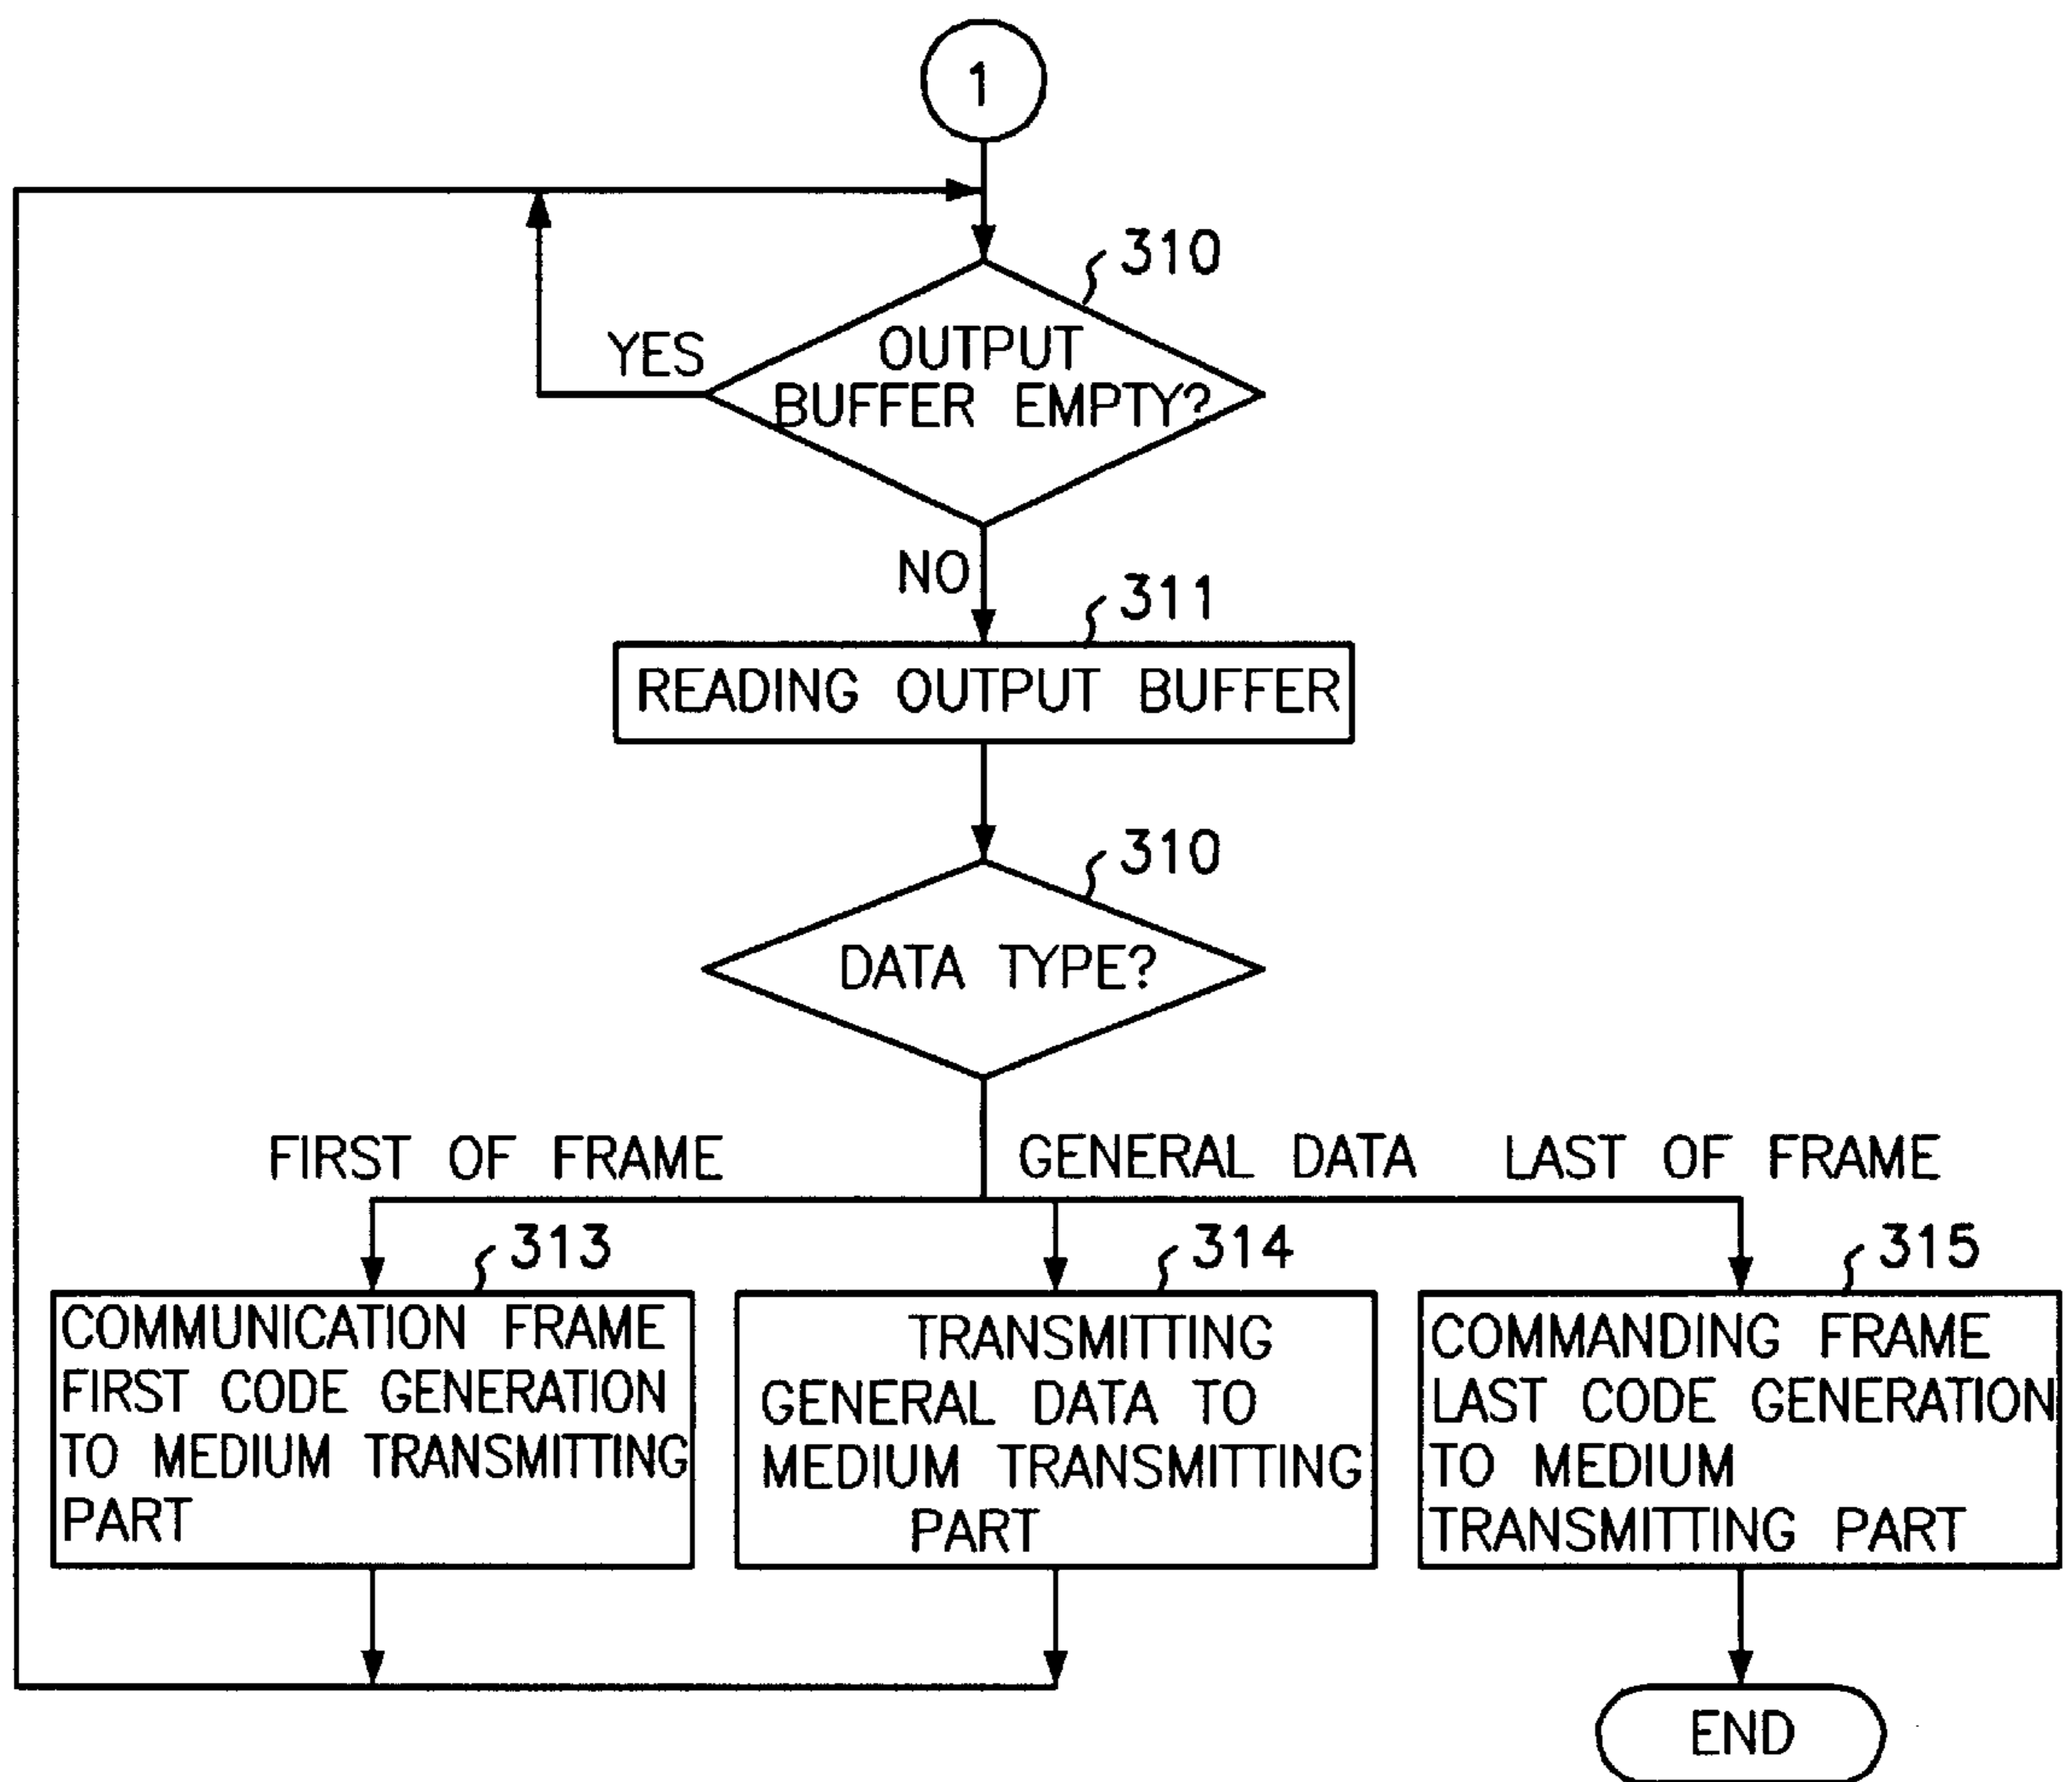 1
310
YES
OUTPUT
BUFFER EMPTY?
NO
311
READING OUTPUT BUFFER
310
DATA TYPE?
FIRST OF FRAME
GENERAL DATA
LAST OF FRAME
313
COMMUNICATION FRAME
FIRST CODE GENERATION
TO MEDIUM TRANSMITTING
PART
314
TRANSMITTING
GENERAL DATA TO
MEDIUM TRANSMITTING
PART
315
COMMANDING FRAME
LAST CODE GENERATION
TO MEDIUM
TRANSMITTING PART
END